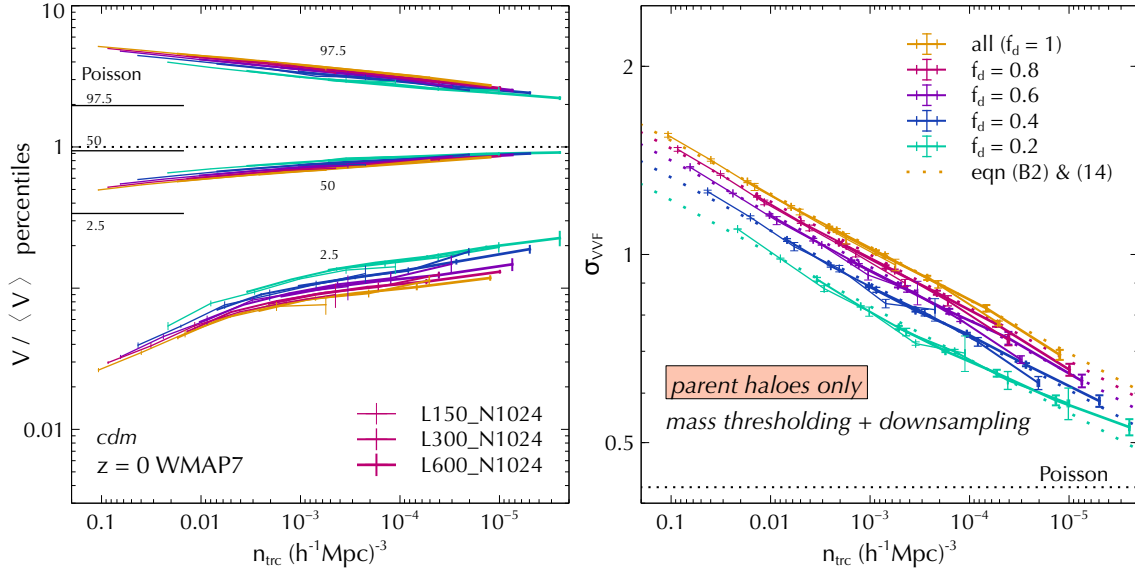 10
1
0.1
0.01
V / ⟨ V ⟩ percentiles
97.5
Poisson
97.5
50
50
2.5
2.5
cdm
z = 0 WMAP7
L150_N1024
L300_N1024
L600_N1024
0.1
0.01
10⁻³
10⁻⁴
10⁻⁵
n_trc (h⁻¹Mpc)⁻³
2
1
0.5
σ_VVF
all (f_d = 1)
f_d = 0.8
f_d = 0.6
f_d = 0.4
f_d = 0.2
eqn (B2) & (14)
parent haloes only
mass thresholding + downsampling
Poisson
0.1
0.01
10⁻³
10⁻⁴
10⁻⁵
n_trc (h⁻¹Mpc)⁻³